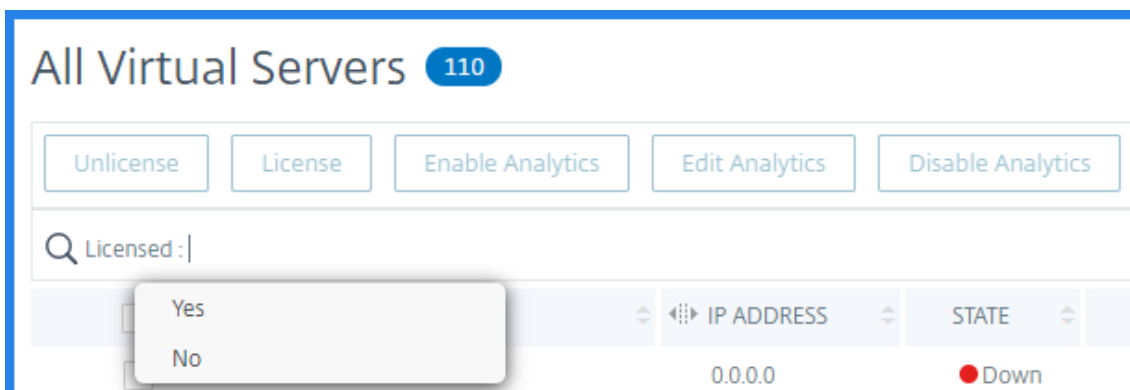 All Virtual Servers 110
Unlicense License Enable Analytics Edit Analytics Disable Analytics
Licensed :
Yes
No
IP ADDRESS STATE
0.0.0.0 Down